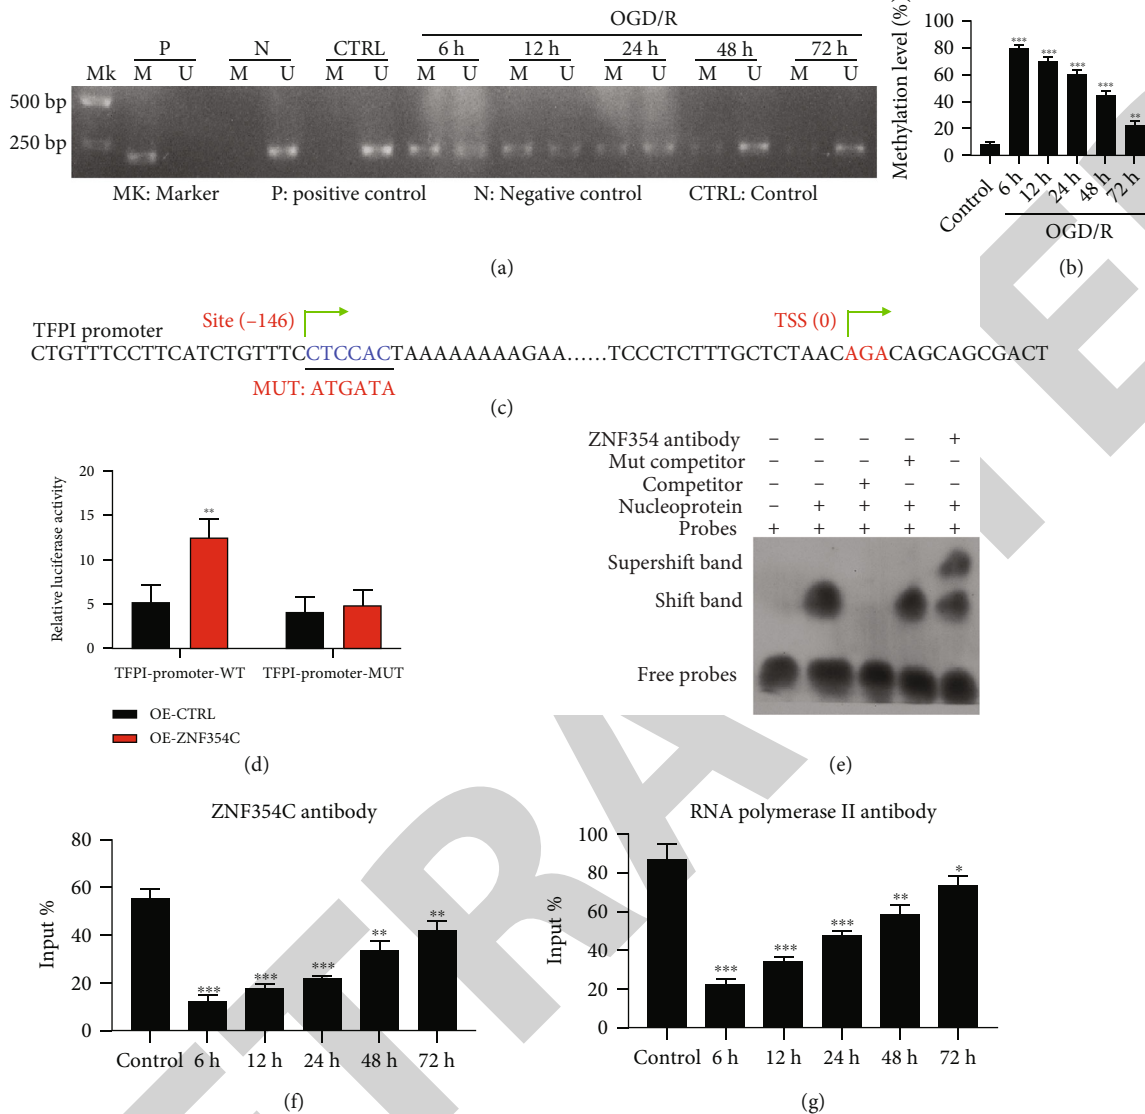 OGD/R
P N CTRL 6 h 12 h 24 h 48 h 72 h
Mk M U M U M U M U M U M U M U M U
500 bp
250 bp
MK: Marker P: positive control N: Negative control CTRL: Control
(a)
Methylation level (%)
100
80
60
40
20
0
*** *** *** *** **
Control 6 h 12 h 24 h 48 h 72 h
OGD/R
(b)
Site (–146) TSS (0)
TFPI promoter
CTGTTTCCTTCATCTGTTTCCTCCACTAAAAAAAAGAA......TCCCTCTTTGCTCTAACAGACAGCAGCGACT
MUT: ATGATA
(c)
Relative luciferase activity
20
15
10
5
0
**
TFPI-promoter-WT TFPI-promoter-MUT
OE-CTRL
OE-ZNF354C
(d)
ZNF354 antibody – – – – +
Mut competitor – – – + –
Competitor – – + – –
Nucleoprotein – + + + +
Probes + + + + +
Supershift band
Shift band
Free probes
(e)
ZNF354C antibody
Input %
80
60
40
20
0
*** *** *** ** **
Control 6 h 12 h 24 h 48 h 72 h
(f)
RNA polymerase II antibody
Input %
100
80
60
40
20
0
*** *** *** ** *
Control 6 h 12 h 24 h 48 h 72 h
(g)